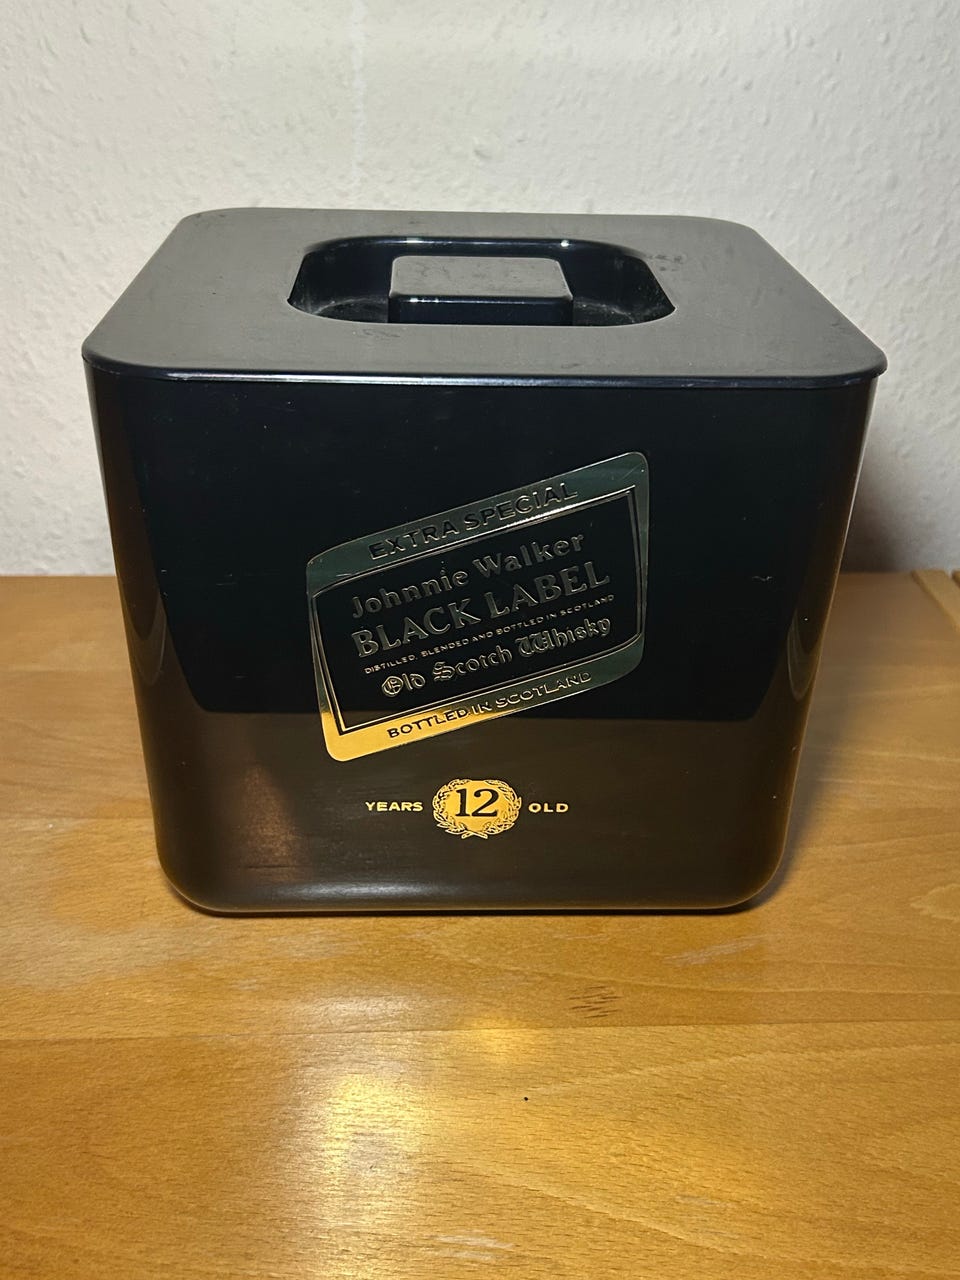 EXTRA SPECIAL
Johnnie Walker
BLACK LABEL
DISTILLED, BLENDED AND BOTTLED IN SCOTLAND
Old Scotch Whisky
BOTTLED IN SCOTLAND
YEARS 12 OLD